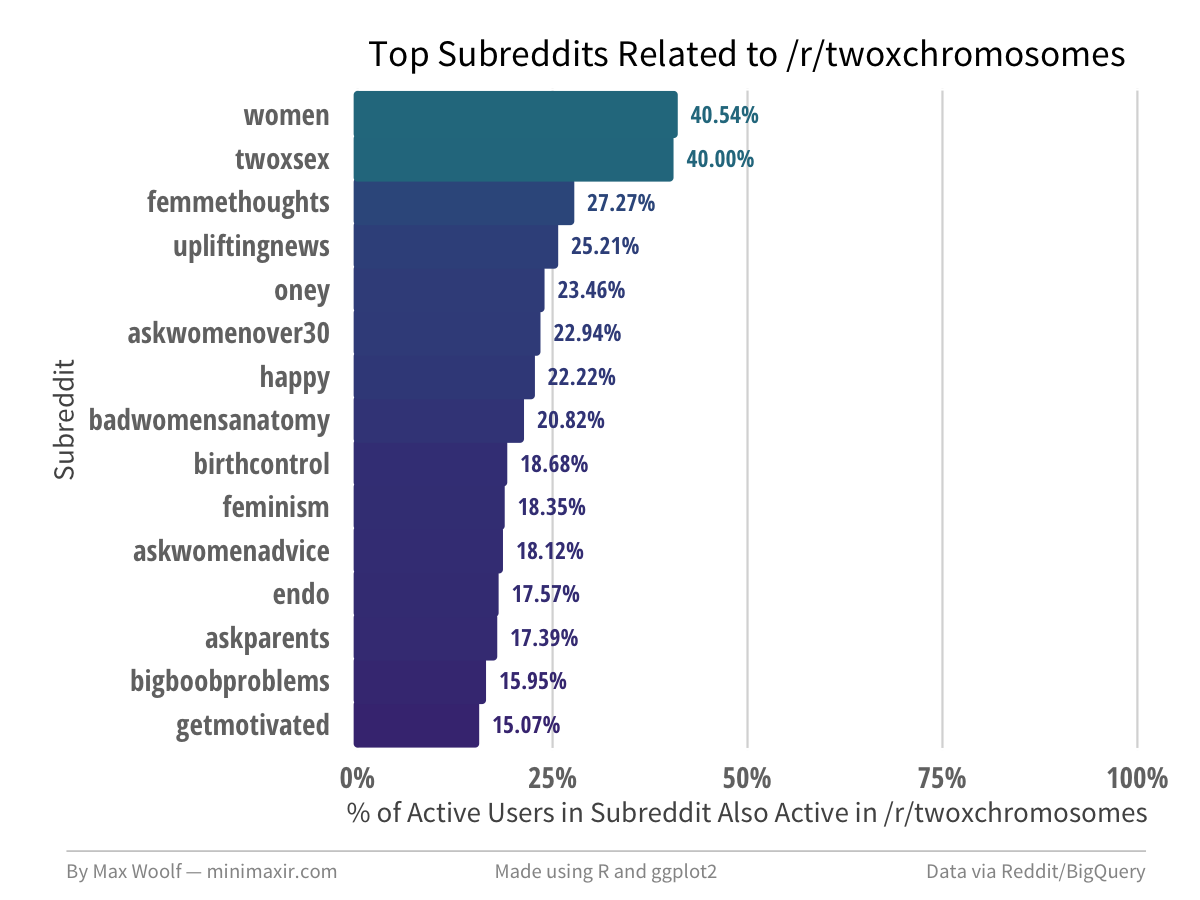 Top Subreddits Related to /r/twoxchromosomes
women 40.54%
twoxsex 40.00%
femmethoughts 27.27%
upliftingnews 25.21%
oney 23.46%
askwomenover30 22.94%
happy 22.22%
badwomensanatomy 20.82%
birthcontrol 18.68%
feminism 18.35%
askwomenadvice 18.12%
endo 17.57%
askparents 17.39%
bigboobproblems 15.95%
getmotivated 15.07%
Subreddit
0% 25% 50% 75% 100%
% of Active Users in Subreddit Also Active in /r/twoxchromosomes
By Max Woolf — minimaxir.com Made using R and ggplot2 Data via Reddit/BigQuery